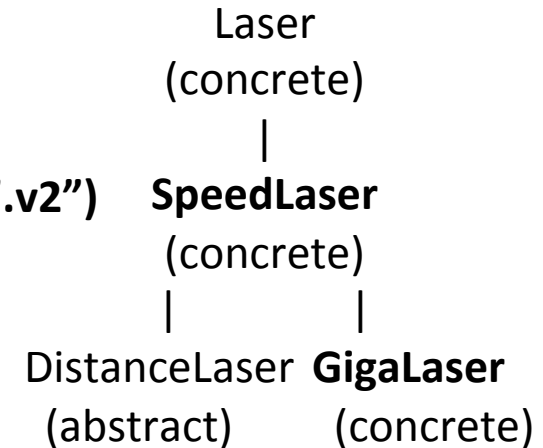 Laser
(concrete)
|
.v2”) SpeedLaser
(concrete)
| |
DistanceLaser GigaLaser
(abstract) (concrete)